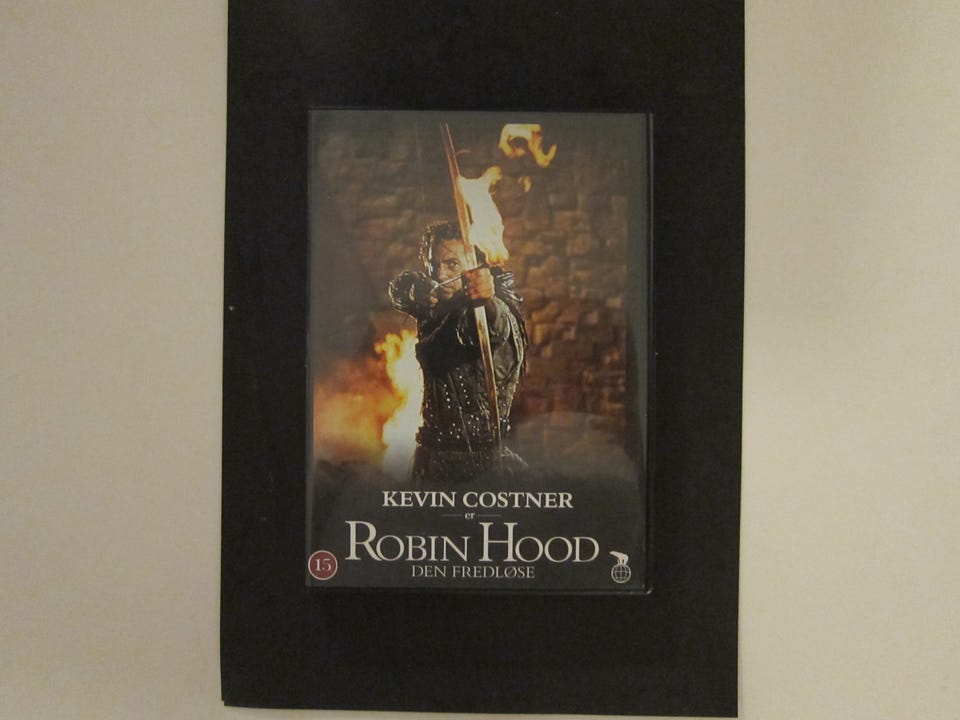 KEVIN COSTNER
er
ROBIN HOOD
DEN FREDLØSE
15